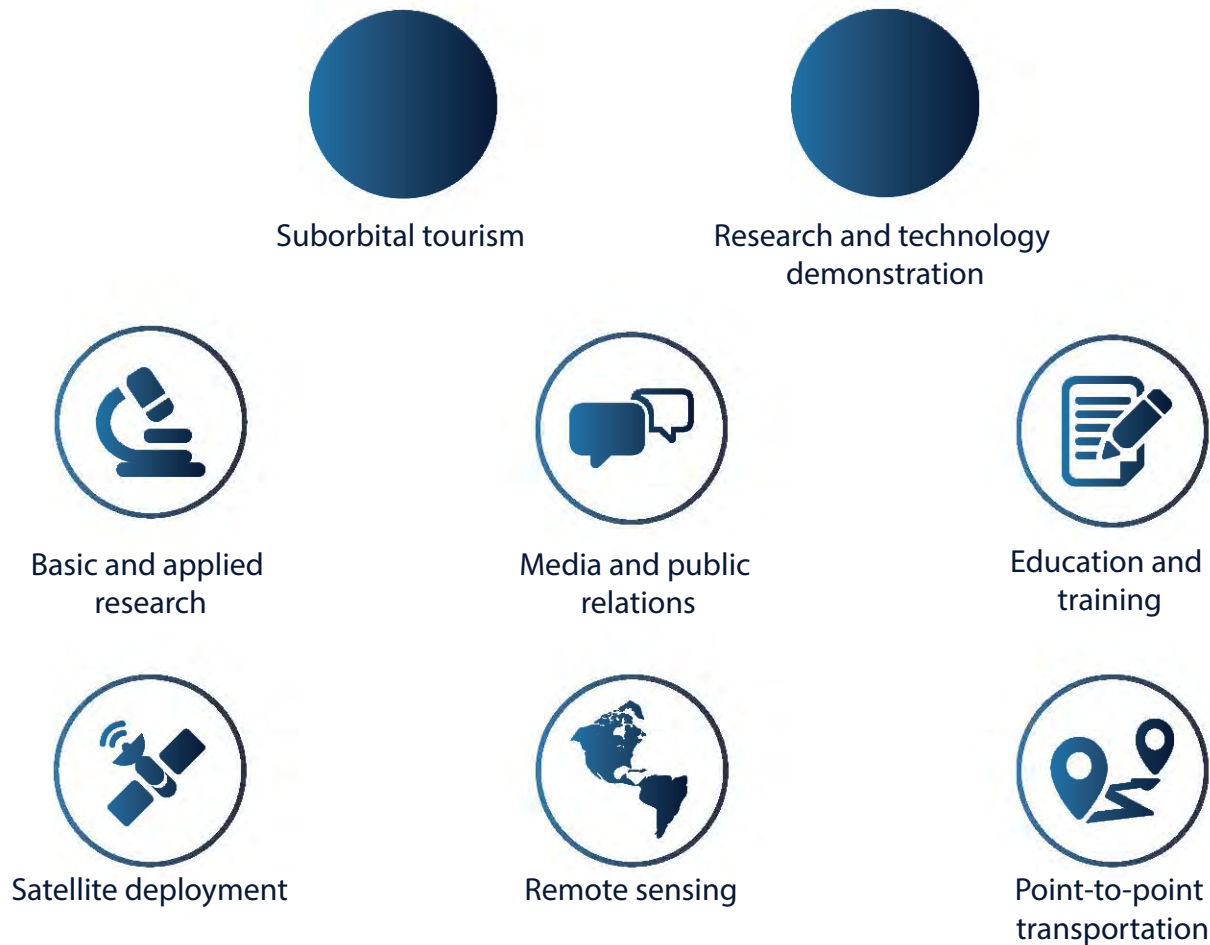 Suborbital tourism
Research and technology
demonstration
Basic and applied
research
Media and public
relations
Education and
training
Satellite deployment
Remote sensing
Point-to-point
transportation